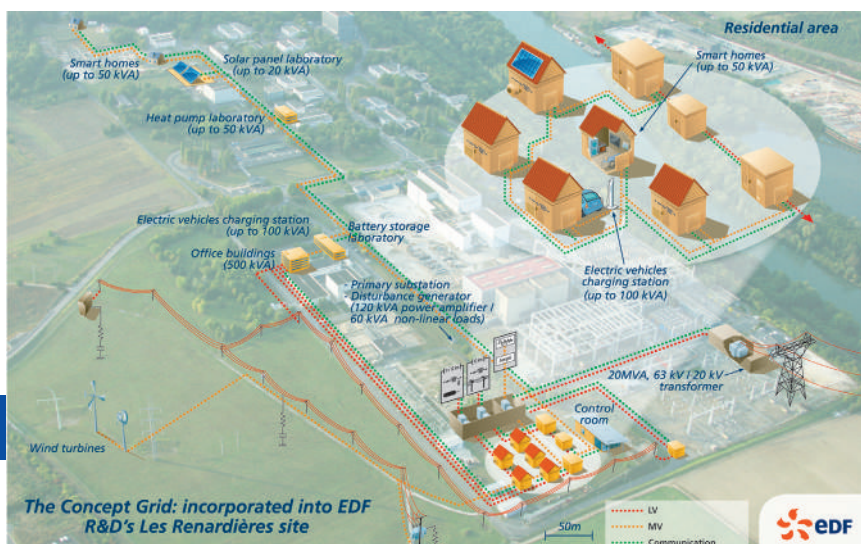 Residential area
Smart homes
(up to 50 kVA)
Solar panel laboratory
(up to 20 kVA)
Smart homes
(up to 50 kVA)
Heat pump laboratory
(up to 50 kVA)
Electric vehicles charging station
(up to 100 kVA)
Battery storage
laboratory
Office buildings
(500 kVA)
Electric vehicles
charging station
(up to 100 kVA)
- Primary substation
- Disturbance generator
(120 kVA power amplifier /
60 kVA non-linear loads)
20MVA, 63 kV / 20 kV
transformer
Control
room
Wind turbines
The Concept Grid: incorporated into EDF
R&D's Les Renardières site
50m
LV
MV
Communication
eDF